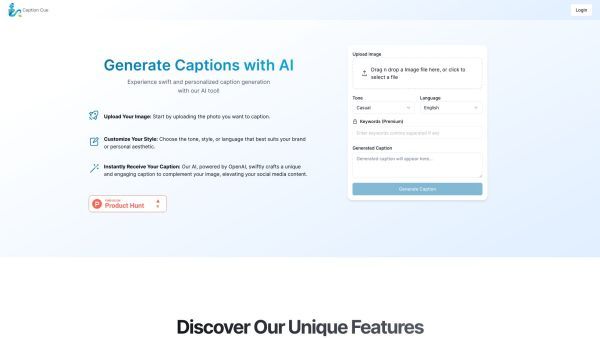 Caption Cue
Login
Generate Captions with AI
Experience swift and personalized caption generation
with our AI tool!
Upload Your Image: Start by uploading the photo you want to caption.
Customize Your Style: Choose the tone, style, or language that best suits your brand
or personal aesthetic.
Instantly Receive Your Caption: Our AI, powered by OpenAI, swiftly crafts a unique
and engaging caption to complement your image, elevating your social media content.
P
Product Hunt
Upload Image
Drag n drop a Image file here, or click to
select a file
Tone
Language
Casual
English
Keywords (Premium)
Enter keywords comma separated if any
Generated Caption
Generated caption will appear here...
Generate Caption
Discover Our Unique Features